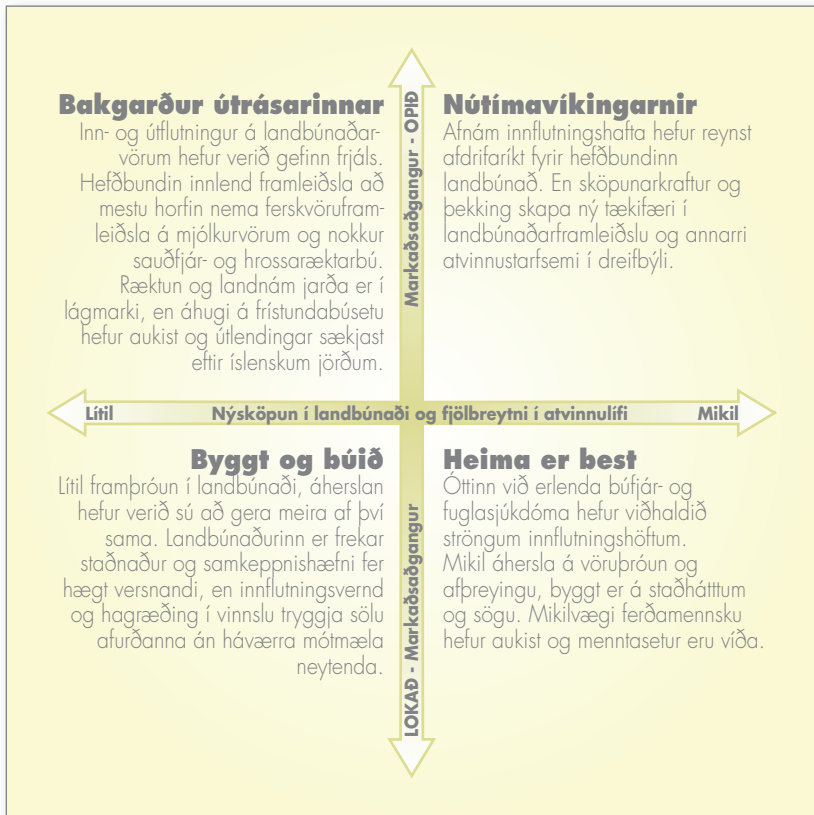 Bakgarður útrásarinnar
Inn- og útflutningur á landbúnaðar-
vörum hefur verið gefinn frjáls.
Hefðbundin innlend framleiðsla að
mestu horfin nema ferskvörufram-
leiðsla á mjólkurvörum og nokkur
sauðfjár- og hrossaræktarbú.
Ræktun og landnám jarða er í
lágmarki, en áhugi á frístundabúsetu
hefur aukist og útlendingar sækjast
eftir íslenskum jörðum.
Markaðsaðgangur - OPIÐ
Nútímavíkingarnir
Afnám innflutningshafta hefur reynst
afdrifaríkt fyrir hefðbundinn
landbúnað. En sköpunarkraftur og
þekking skapa ný tækifæri í
landbúnaðarframleiðslu og annarri
atvinnustarfsemi í dreifbýli.
Lítil Nýsköpun í landbúnaði og fjölbreytni í atvinnulífi Mikil
Byggt og búið
Lítil framþróun í landbúnaði, áherslan
hefur verið sú að gera meira af því
sama. Landbúnaðurinn er frekar
staðnaður og samkeppnishæfni fer
hægt versnandi, en innflutningsvernd
og hagræðing í vinnslu tryggja sölu
afurðanna án háværra mótmæla
neytenda.
LOKAÐ - Markaðsaðgangur
Heima er best
Óttinn við erlenda búfjár- og
fuglasjúkdóma hefur viðhaldið
ströngum innflutningshöftum.
Mikil áhersla á vöruþróun og
afþreyingu, byggt er á staðhátttum
og sögu. Mikilvægi ferðamennsku
hefur aukist og menntasetur eru víða.